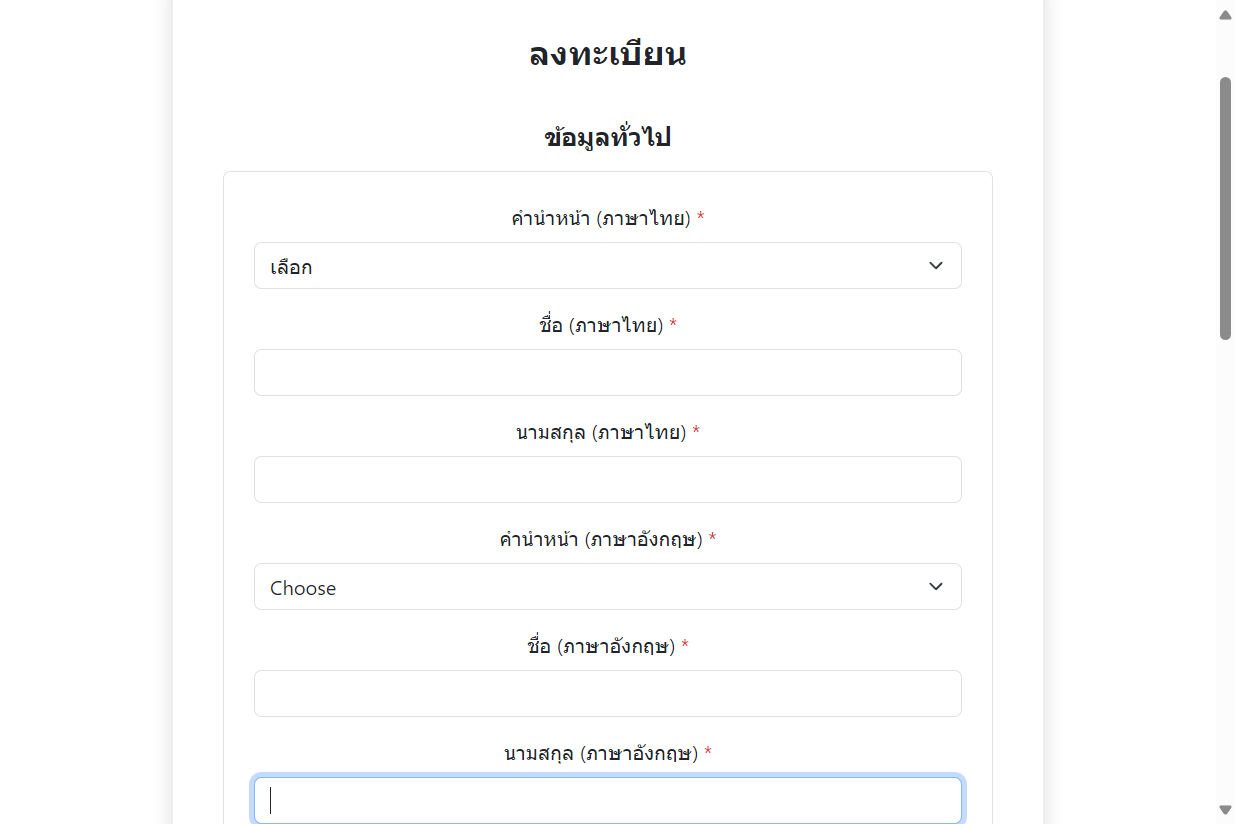 ลงทะเบียน
ข้อมูลทั่วไป
คำนำหน้า (ภาษาไทย) *
เลือก
ชื่อ (ภาษาไทย) *
นามสกุล (ภาษาไทย) *
คำนำหน้า (ภาษาอังกฤษ) *
Choose
ชื่อ (ภาษาอังกฤษ) *
นามสกุล (ภาษาอังกฤษ) *